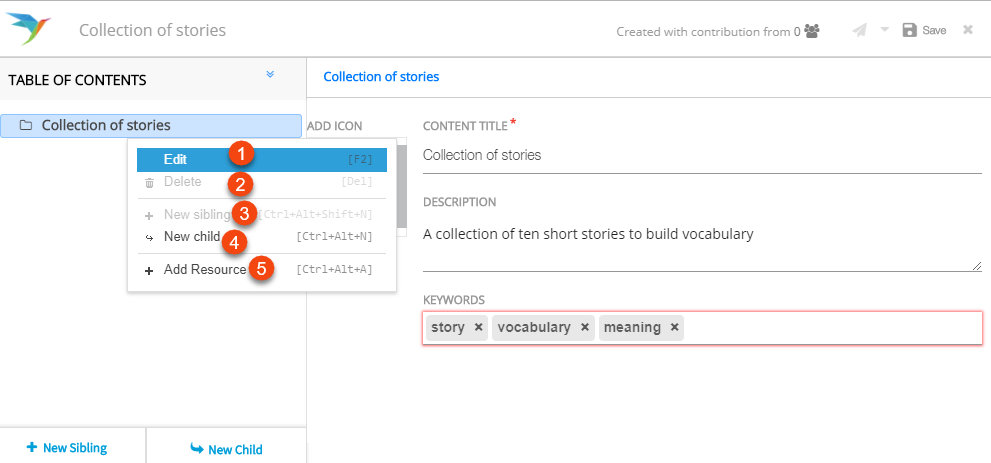 Collection of stories
Created with contribution from 0
Save
TABLE OF CONTENTS
Collection of stories
Collection of stories
ADD ICON
CONTENT TITLE *
Collection of stories
Edit 1 [F2]
Delete 2 [Del]
New sibling 3 [Ctrl+Alt+Shift+N]
New child 4 [Ctrl+Alt+N]
Add Resource 5 [Ctrl+Alt+A]
DESCRIPTION
A collection of ten short stories to build vocabulary
KEYWORDS
story × vocabulary × meaning ×
+ New Sibling
New Child